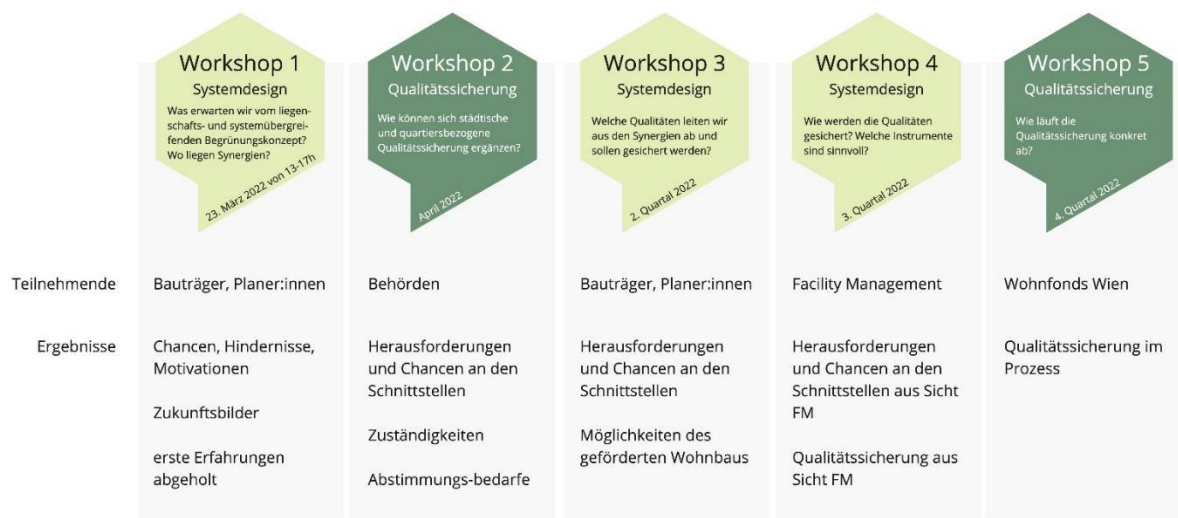 Workshop 1
Systemdesign
Was erwarten wir vom liegen-
schafts- und systemübergrei-
fenden Begrünungskonzept?
Wo liegen Synergien?
23. März 2022 von 13-17h
Workshop 2
Qualitätssicherung
Wie können sich städtische
und quartiersbezogene
Qualitätssicherung ergänzen?
April 2022
Workshop 3
Systemdesign
Welche Qualitäten leiten wir
aus den Synergien ab und
sollen gesichert werden?
2. Quartal 2022
Workshop 4
Systemdesign
Wie werden die Qualitäten
gesichert? Welche Instrumente
sind sinnvoll?
3. Quartal 2022
Workshop 5
Qualitätssicherung
Wie läuft die
Qualitätssicherung konkret
ab?
4. Quartal 2022
Teilnehmende
Bauträger, Planer:innen
Behörden
Bauträger, Planer:innen
Facility Management
Wohnfonds Wien
Ergebnisse
Chancen, Hindernisse,
Motivationen
Zukunftsbilder
erste Erfahrungen
abgeholt
Herausforderungen
und Chancen an den
Schnittstellen
Zuständigkeiten
Abstimmungs-bedarfe
Herausforderungen
und Chancen an den
Schnittstellen
Möglichkeiten des
geförderten Wohnbaus
Herausforderungen
und Chancen an den
Schnittstellen aus Sicht
FM
Qualitätssicherung aus
Sicht FM
Qualitätssicherung im
Prozess